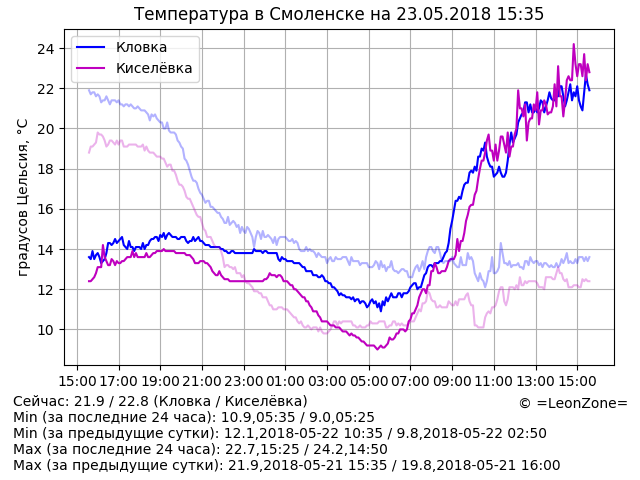 Температура в Смоленске на 23.05.2018 15:35
Кловка
Киселёвка
градусов Цельсия, °C
24
22
20
18
16
14
12
10
15:00 17:00 19:00 21:00 23:00 01:00 03:00 05:00 07:00 09:00 11:00 13:00 15:00
Сейчас: 21.9 / 22.8 (Кловка / Киселёвка)
© =LeonZone=
Min (за последние 24 часа): 10.9,05:35 / 9.0,05:25
Min (за предыдущие сутки): 12.1,2018-05-22 10:35 / 9.8,2018-05-22 02:50
Max (за последние 24 часа): 22.7,15:25 / 24.2,14:50
Max (за предыдущие сутки): 21.9,2018-05-21 15:35 / 19.8,2018-05-21 16:00